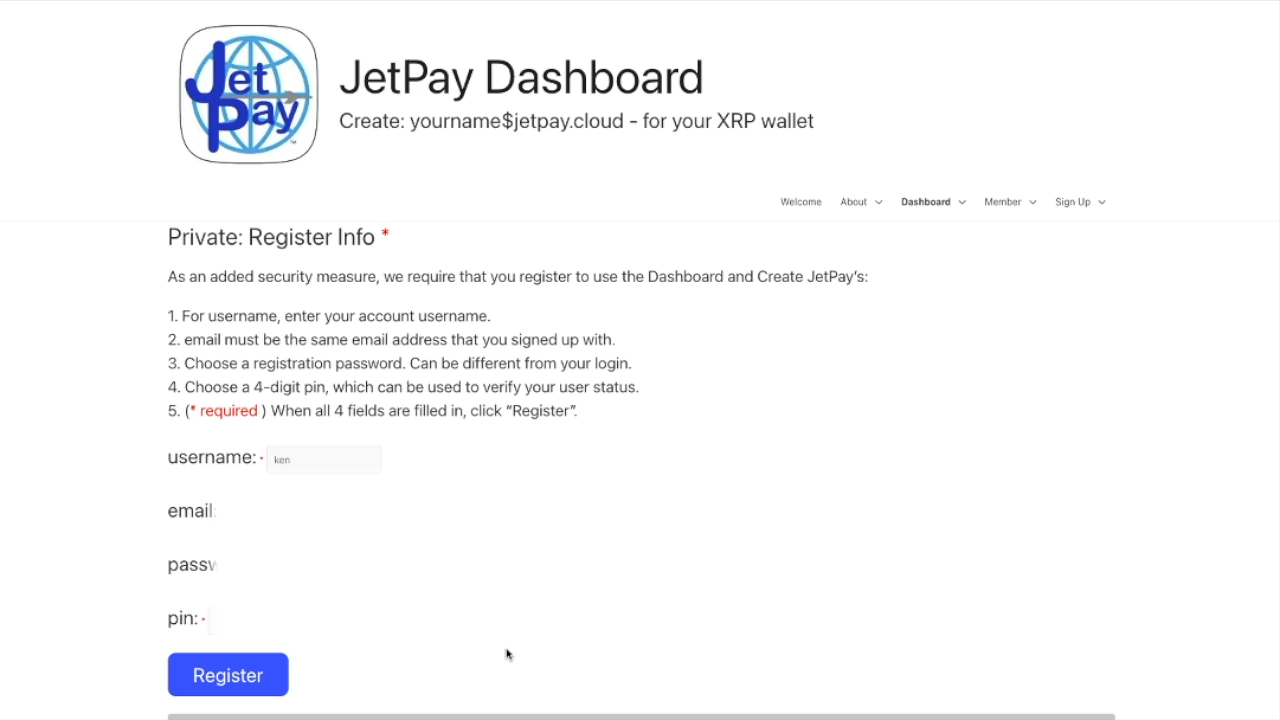 Jet
Pay
™
JetPay Dashboard
Create: yourname$jetpay.cloud - for your XRP wallet
Welcome About Dashboard Member Sign Up
Private: Register Info *
As an added security measure, we require that you register to use the Dashboard and Create JetPay's:
1. For username, enter your account username.
2. email must be the same email address that you signed up with.
3. Choose a registration password. Can be different from your login.
4. Choose a 4-digit pin, which can be used to verify your user status.
5. (* required ) When all 4 fields are filled in, click “Register”.
username: * ken
email:
passw
pin: *
Register